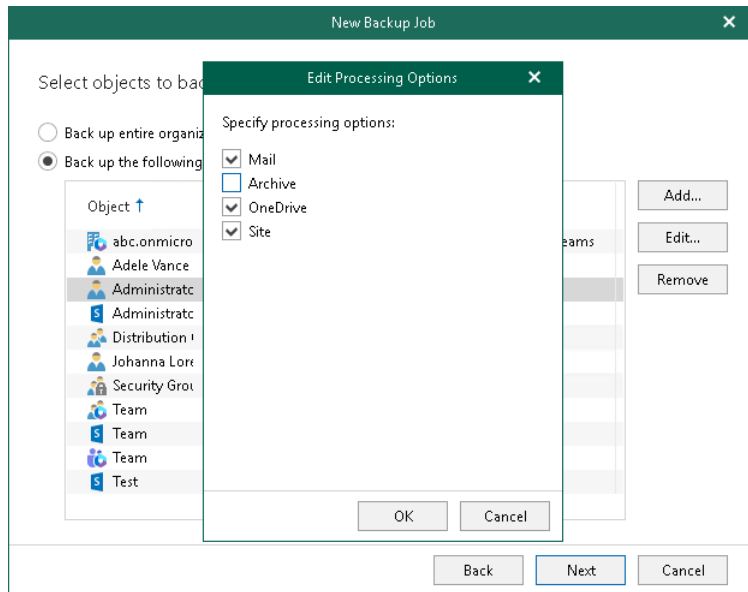 New Backup Job
Edit Processing Options
Select objects to bac
Specify processing options:
Back up entire organiz
Mail
Back up the following
Archive
OneDrive
Site
Add...
Edit...
Remove
Object
abc.onmicro
eams
Adele Vance
Administratc
Administratc
Distribution
Johanna Lore
Security Grou
Team
Team
Team
Test
OK Cancel
Back Next Cancel